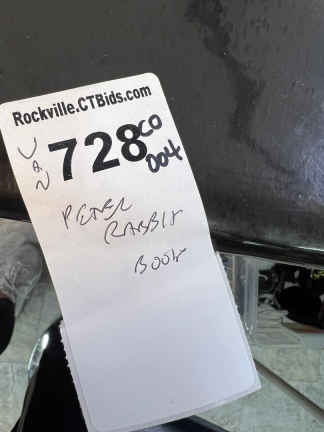 Rockville.CTBids.com
VAN 728 CO 004
PETER
RABBIT
BOOK